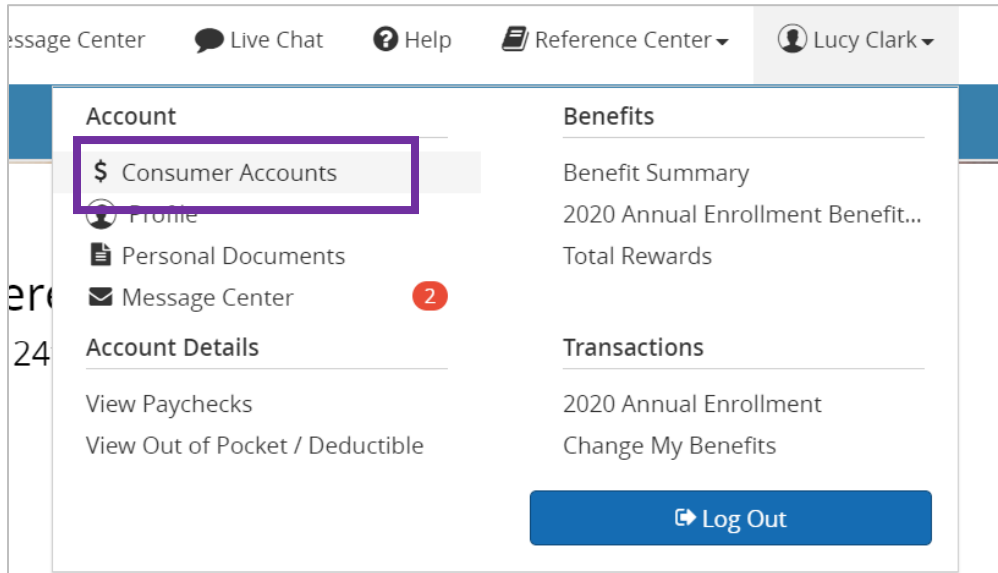 Center
Live Chat
Help
Reference Center
Lucy Clark
Account
$ Consumer Accounts
Profile
Personal Documents
Message Center
2
Account Details
View Paychecks
View Out of Pocket / Deductible
Benefits
Benefit Summary
2020 Annual Enrollment Benefit...
Total Rewards
Transactions
2020 Annual Enrollment
Change My Benefits
Log Out
24